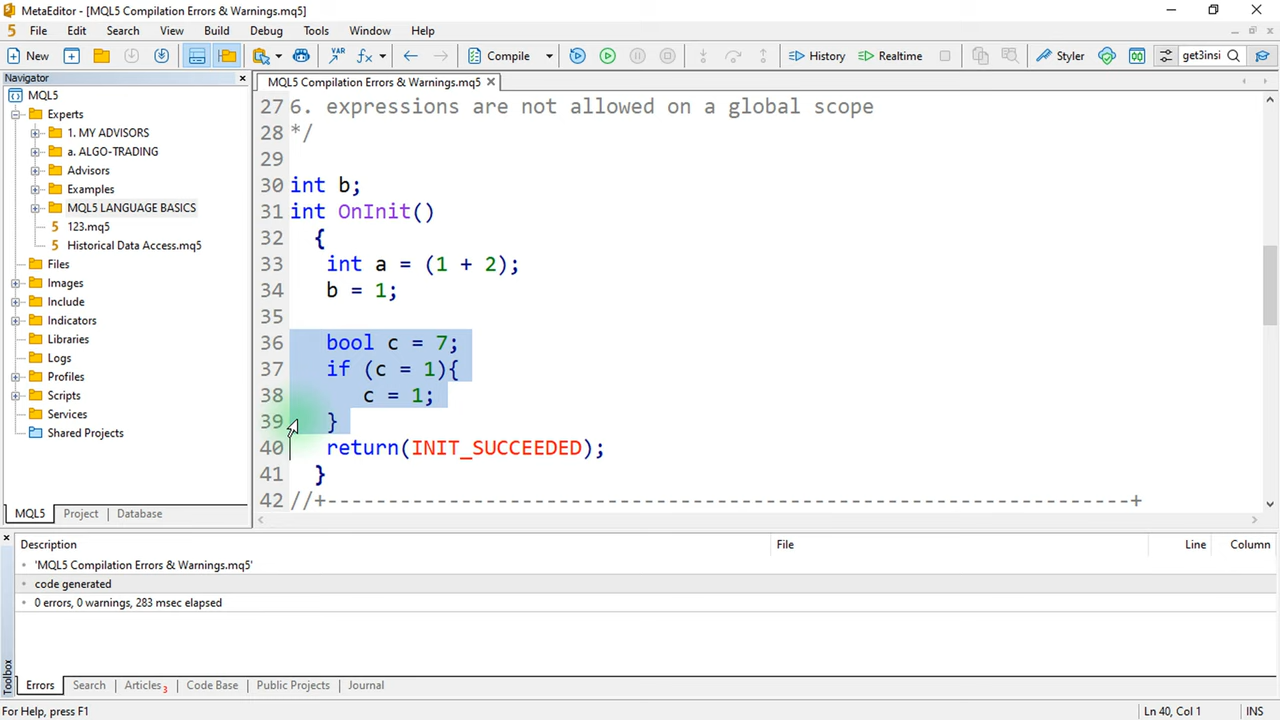 MetaEditor - [MQL5 Compilation Errors & Warnings.mq5]
5 File Edit Search View Build Debug Tools Window Help
New Compile History Realtime Styler get3insi
Navigator
MQL5
Experts
1. MY ADVISORS
a. ALGO-TRADING
Advisors
Examples
MQL5 LANGUAGE BASICS
5 123.mq5
5 Historical Data Access.mq5
Files
Images
Include
Indicators
Libraries
Logs
Profiles
Scripts
Services
Shared Projects
MQL5 Project Database
MQL5 Compilation Errors & Warnings.mq5
27 6. expressions are not allowed on a global scope
28 */
29
30 int b;
31 int OnInit()
32 {
33 int a = (1 + 2);
34 b = 1;
35
36 bool c = 7;
37 if (c = 1){
38 c = 1;
39 }
40 return(INIT_SUCCEEDED);
41 }
42 //+------------------------------------------------------------------+
Description File Line Column
'MQL5 Compilation Errors & Warnings.mq5'
code generated
0 errors, 0 warnings, 283 msec elapsed
Toolbox
Errors Search Articles 3 Code Base Public Projects Journal
For Help, press F1 Ln 40, Col 1 INS